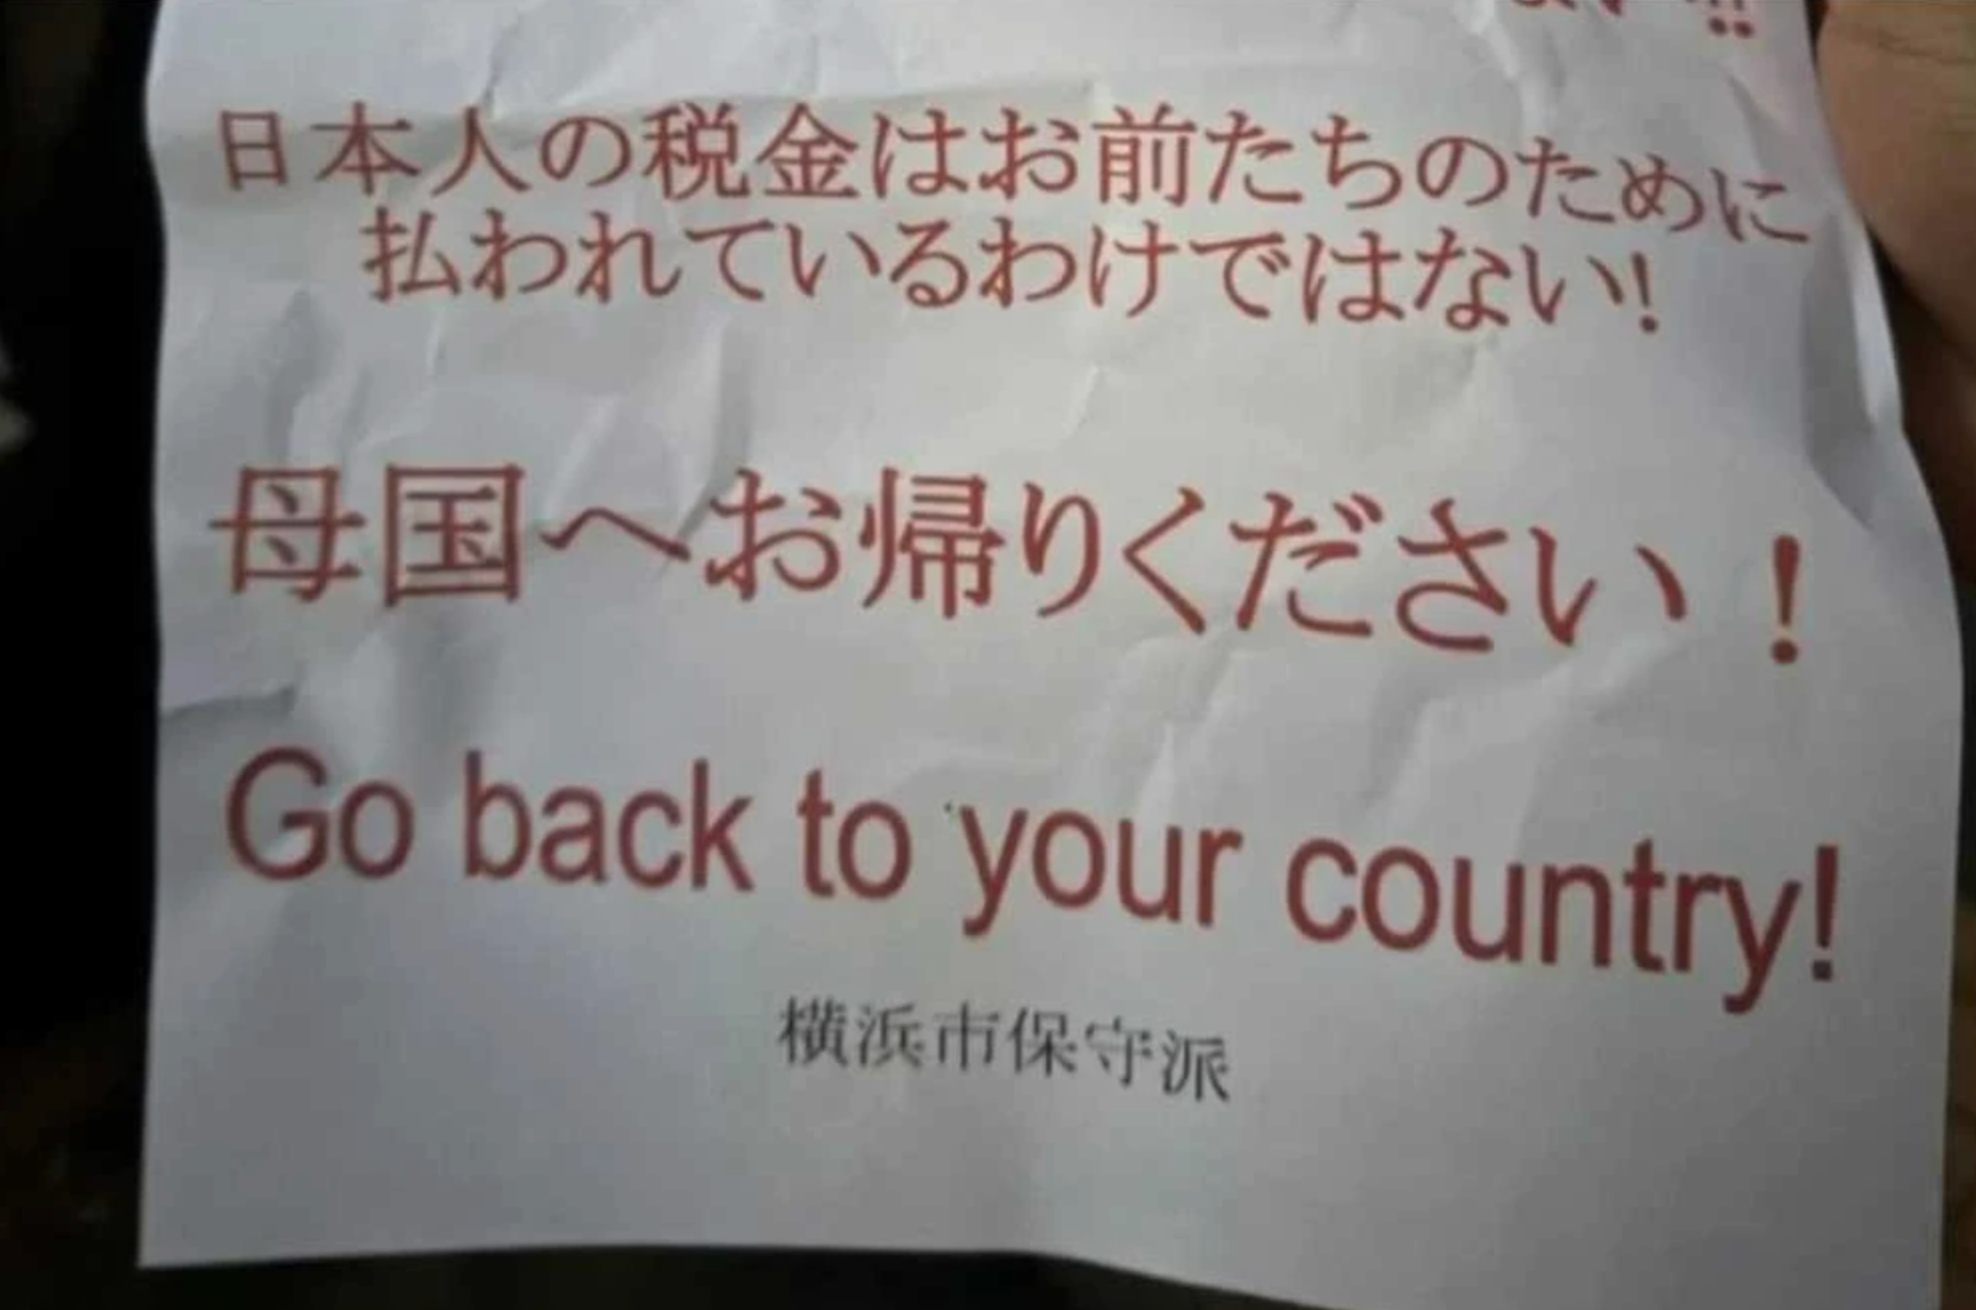 日本人の税金はお前たちのために
払われているわけではない!
母国へお帰りください！
Go back to your country!
横浜市保守派